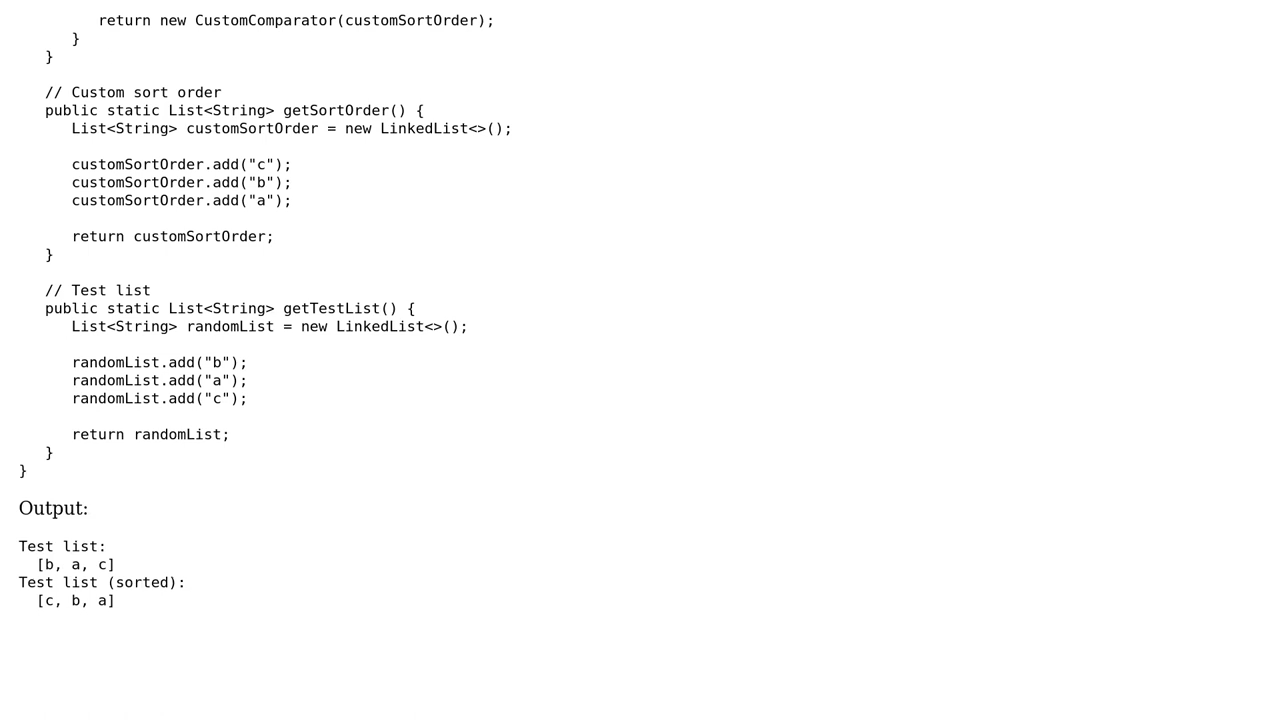 return new CustomComparator(customSortOrder);
      }
   }

   // Custom sort order
   public static List<String> getSortOrder() {
      List<String> customSortOrder = new LinkedList<>();

      customSortOrder.add("c");
      customSortOrder.add("b");
      customSortOrder.add("a");

      return customSortOrder;
   }

   // Test list
   public static List<String> getTestList() {
      List<String> randomList = new LinkedList<>();

      randomList.add("b");
      randomList.add("a");
      randomList.add("c");

      return randomList;
   }
}
Output:
Test list:
  [b, a, c]
Test list (sorted):
  [c, b, a]